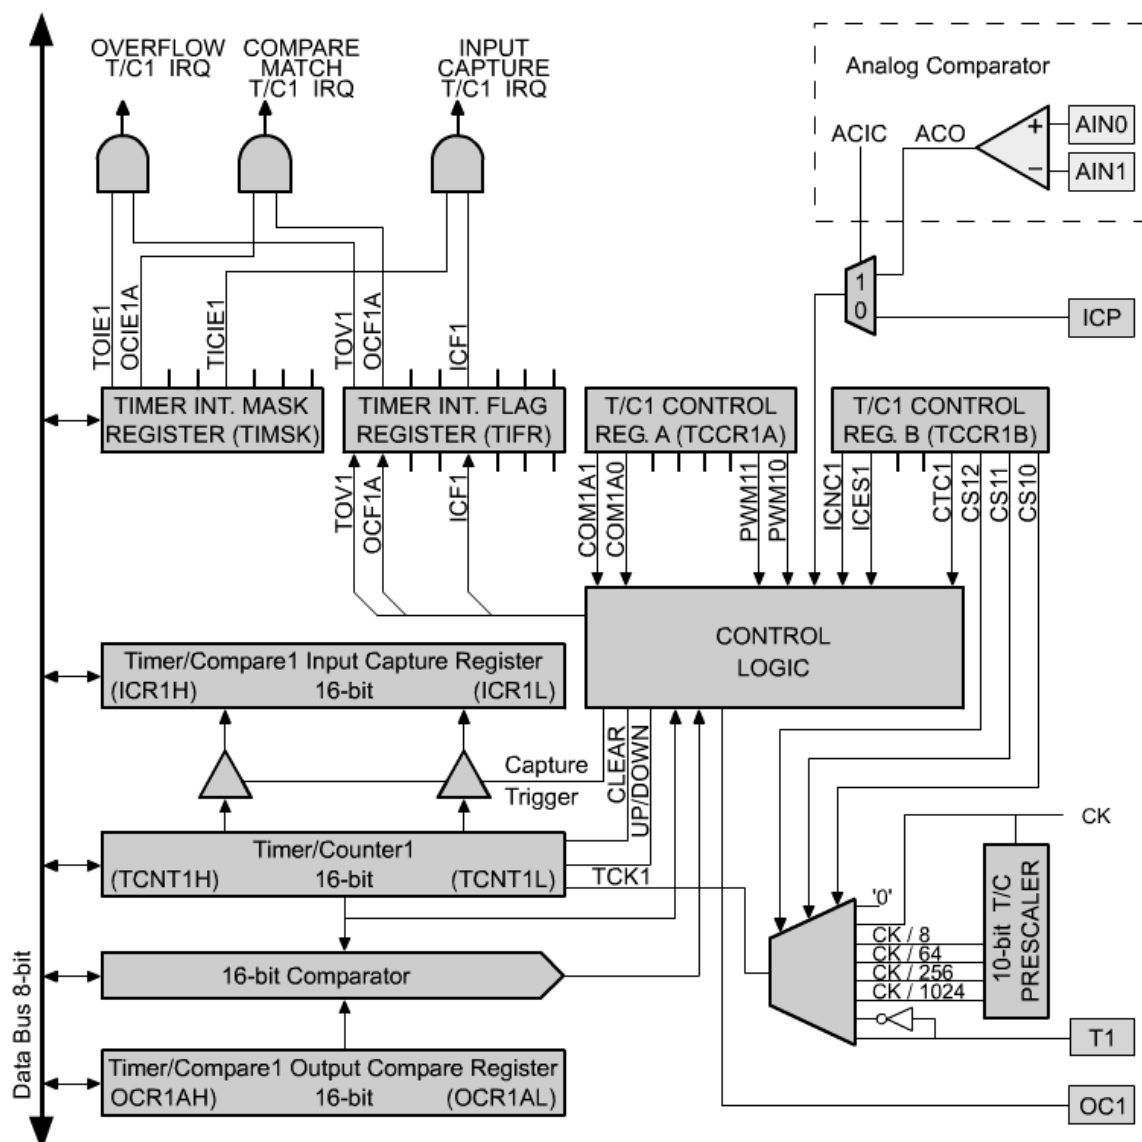 OVERFLOW
T/C1 IRQ
COMPARE
MATCH
T/C1 IRQ
INPUT
CAPTURE
T/C1 IRQ
Analog Comparator
ACIC
ACO
+
−
AIN0
AIN1
1
0
ICP
TOIE1
OCIE1A
TICIE1
TOV1
OCF1A
ICF1
TIMER INT. MASK
REGISTER (TIMSK)
TIMER INT. FLAG
REGISTER (TIFR)
T/C1 CONTROL
REG. A (TCCR1A)
T/C1 CONTROL
REG. B (TCCR1B)
TOV1
OCF1A
ICF1
COM1A1
COM1A0
PWM11
PWM10
ICNC1
ICES1
CTC1
CS12
CS11
CS10
CONTROL
LOGIC
Timer/Compare1 Input Capture Register
(ICR1H) 16-bit (ICR1L)
Capture
Trigger
CLEAR
UP/DOWN
Timer/Counter1
(TCNT1H) 16-bit (TCNT1L)
TCK1
CK
'0'
CK / 8
CK / 64
CK / 256
CK / 1024
10-bit T/C
PRESCALER
16-bit Comparator
T1
Timer/Compare1 Output Compare Register
OCR1AH) 16-bit (OCR1AL)
OC1
Data Bus 8-bit